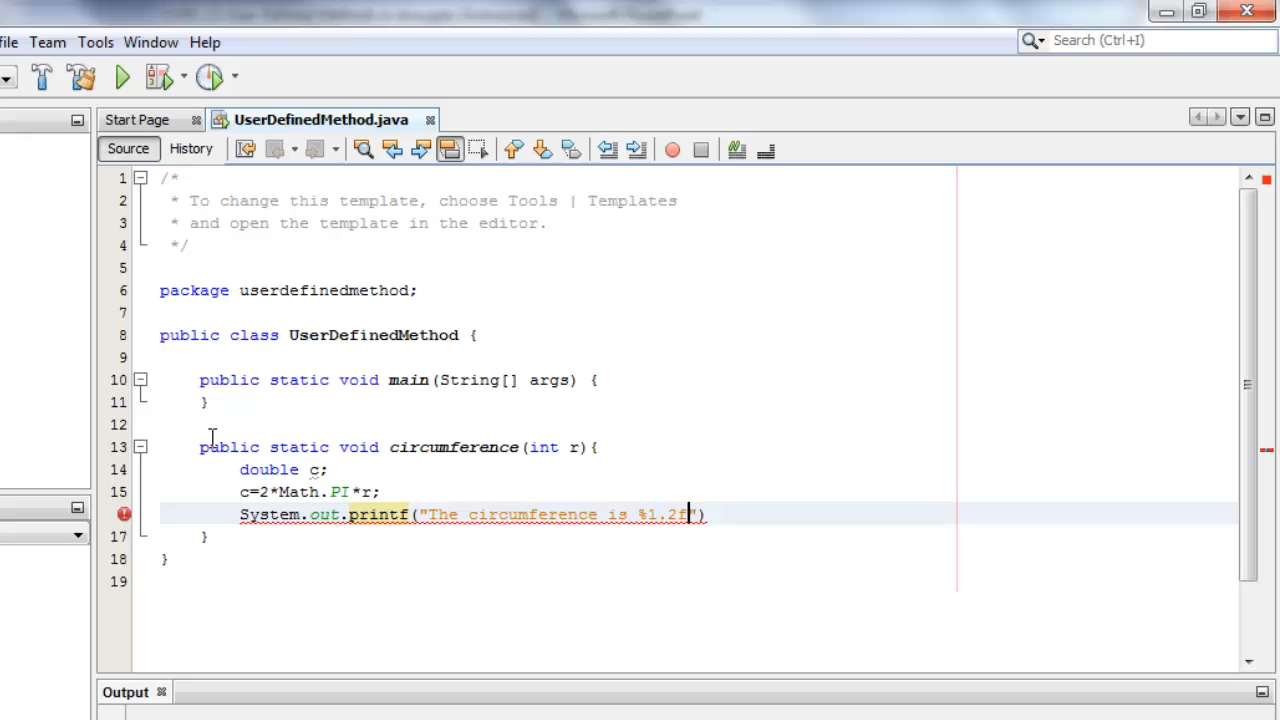 file Team Tools Window Help
Search (Ctrl+I)
Start Page UserDefinedMethod.java
Source History
1 /*
2 * To change this template, choose Tools | Templates
3 * and open the template in the editor.
4 */
5
6 package userdefinedmethod;
7
8 public class UserDefinedMethod {
9
10 public static void main(String[] args) {
11 }
12
13 public static void circumference(int r){
14 double c;
15 c=2*Math.PI*r;
16 System.out.printf("The circumference is %1.2f")
17 }
18 }
19
Output